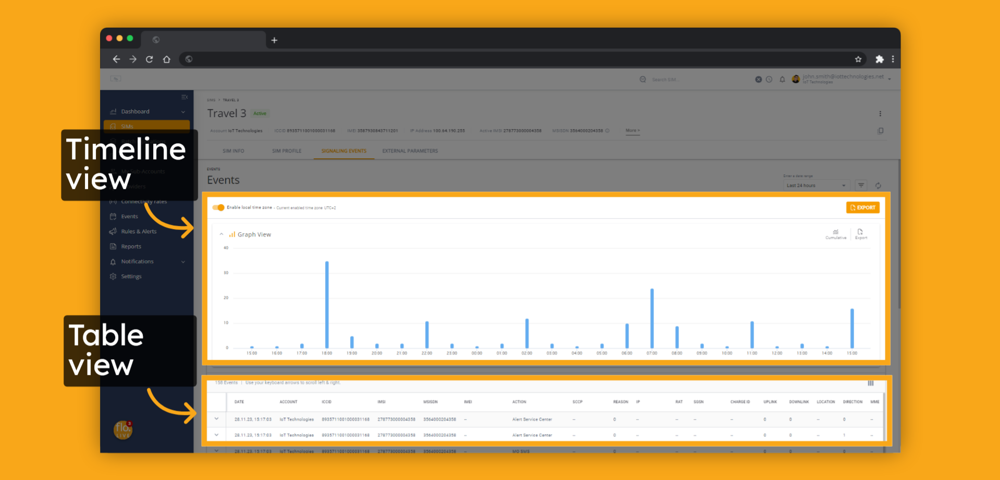 Search SIM...
john.smith@iottechnologies.net
IoT Technologies
SIMS > TRAVEL 3
Dashboard
Travel 3 Active
SIMs
Account IoT Technologies ICCID 8935711001000031168 IMEI 3587930843711201 IP Address 100.64.190.255 Active IMSI 278773000004358 MSISDN 3564000204358 More >
Timeline
view
SIM INFO SIM PROFILE SIGNALING EVENTS EXTERNAL PARAMETERS
My Sub-Accounts
EVENTS
Events
Enter a date range
Last 24 hours
Connectivity rates
Events
Rules & Alerts
Reports
Notifications
Settings
Enable local time zone - Current enabled time zone UTC+2
EXPORT
Graph View
Cumulative Export
40
30
20
10
0
15:00 16:00 17:00 18:00 19:00 20:00 21:00 22:00 23:00 00:00 01:00 02:00 03:00 04:00 05:00 06:00 07:00 08:00 09:00 10:00 11:00 12:00 13:00 14:00 15:00
Table
view
158 Events | Use your keyboard arrows to scroll left & right.
DATE ACCOUNT ICCID IMSI MSISDN IMEI ACTION SCCP REASON IP RAT SGSN CHARGE ID UPLINK DOWNLINK LOCATION DIRECTION MME
28.11.23, 15:17:03 IoT Technologies 8935711001000031168 278773000004358 3564000204358 -- Alert Service Center -- 0 -- -- -- -- 0 0 -- 0 --
28.11.23, 15:17:03 IoT Technologies 8935711001000031168 278773000004358 3564000204358 -- Alert Service Center -- 0 -- -- -- -- 0 0 -- 1 --
28.11.23, 15:17:03 IoT Technologies 8935711001000031168 278773000004358 3564000204358 -- MO SMS -- 0 -- -- -- -- 0 0 -- 0 --
flo.
LIVE
3